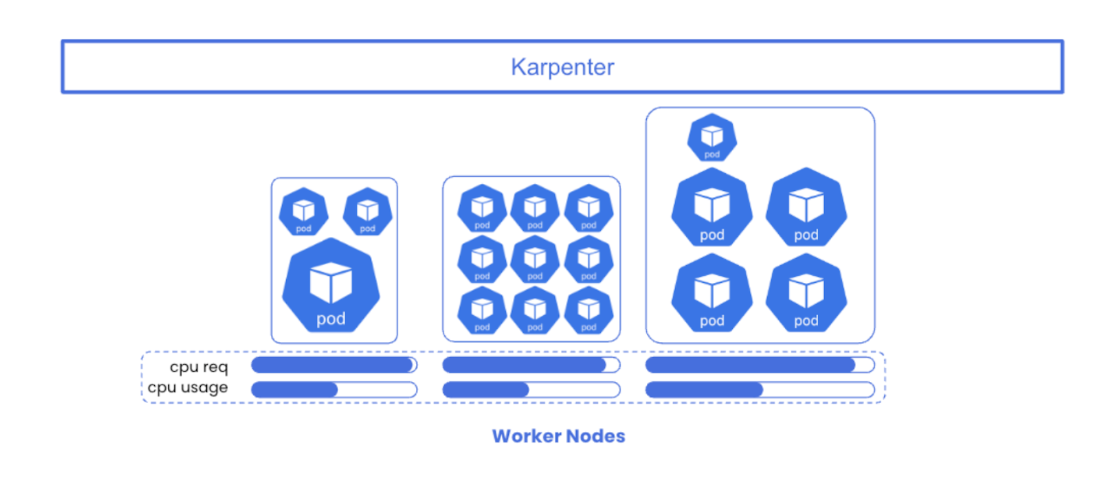 Karpenter
pod
pod pod pod pod pod
pod pod
pod pod pod
pod
pod pod
pod pod pod
cpu req
cpu usage
Worker Nodes